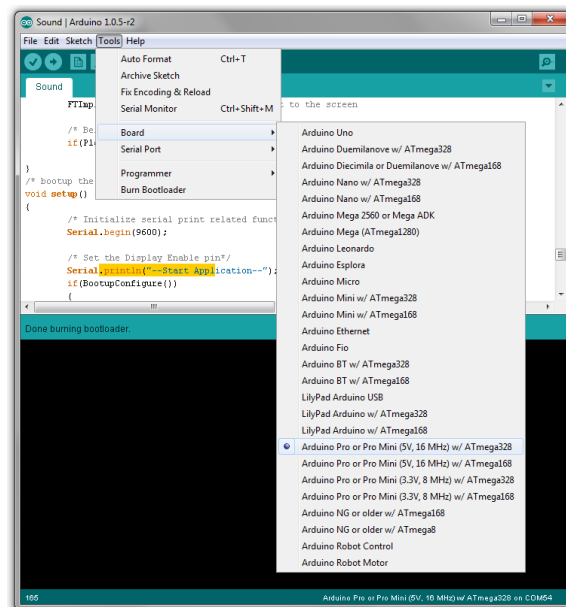 Sound | Arduino 1.0.5-r2
File Edit Sketch Tools Help
Auto Format Ctrl+T
Archive Sketch
Fix Encoding & Reload
Serial Monitor Ctrl+Shift+M
Board
Serial Port
Programmer
Burn Bootloader
Sound
FTImp
t to the screen
/* Be
if(Pl
}
/* bootup the
void setup()
{
/* Initialize serial print related funct
Serial.begin(9600);
/* Set the Display Enable pin*/
Serial.println("--Start Application--");
if(BootupConfigure())
{
Arduino Uno
Arduino Duemilanove w/ ATmega328
Arduino Diecimila or Duemilanove w/ ATmega168
Arduino Nano w/ ATmega328
Arduino Nano w/ ATmega168
Arduino Mega 2560 or Mega ADK
Arduino Mega (ATmega1280)
Arduino Leonardo
Arduino Esplora
Arduino Micro
Arduino Mini w/ ATmega328
Arduino Mini w/ ATmega168
Arduino Ethernet
Arduino Fio
Arduino BT w/ ATmega328
Arduino BT w/ ATmega168
LilyPad Arduino USB
LilyPad Arduino w/ ATmega328
LilyPad Arduino w/ ATmega168
Arduino Pro or Pro Mini (5V, 16 MHz) w/ ATmega328
Arduino Pro or Pro Mini (5V, 16 MHz) w/ ATmega168
Arduino Pro or Pro Mini (3.3V, 8 MHz) w/ ATmega328
Arduino Pro or Pro Mini (3.3V, 8 MHz) w/ ATmega168
Arduino NG or older w/ ATmega168
Arduino NG or older w/ ATmega8
Arduino Robot Control
Arduino Robot Motor
Done burning bootloader.
165
Arduino Pro or Pro Mini (5V, 16 MHz) w/ ATmega328 on COM54